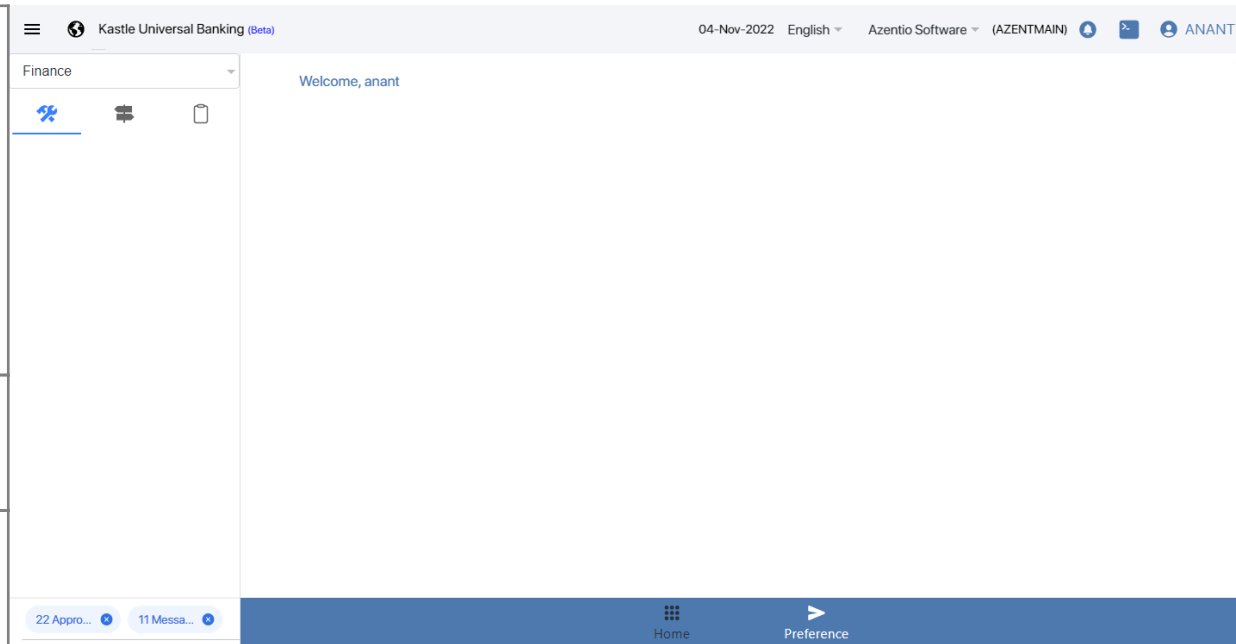 Kastle Universal Banking (Beta) 04-Nov-2022 English Azentio Software (AZENTMAIN) ANANT
Finance
Welcome, anant
22 Appro... 11 Messa...
Home Preference